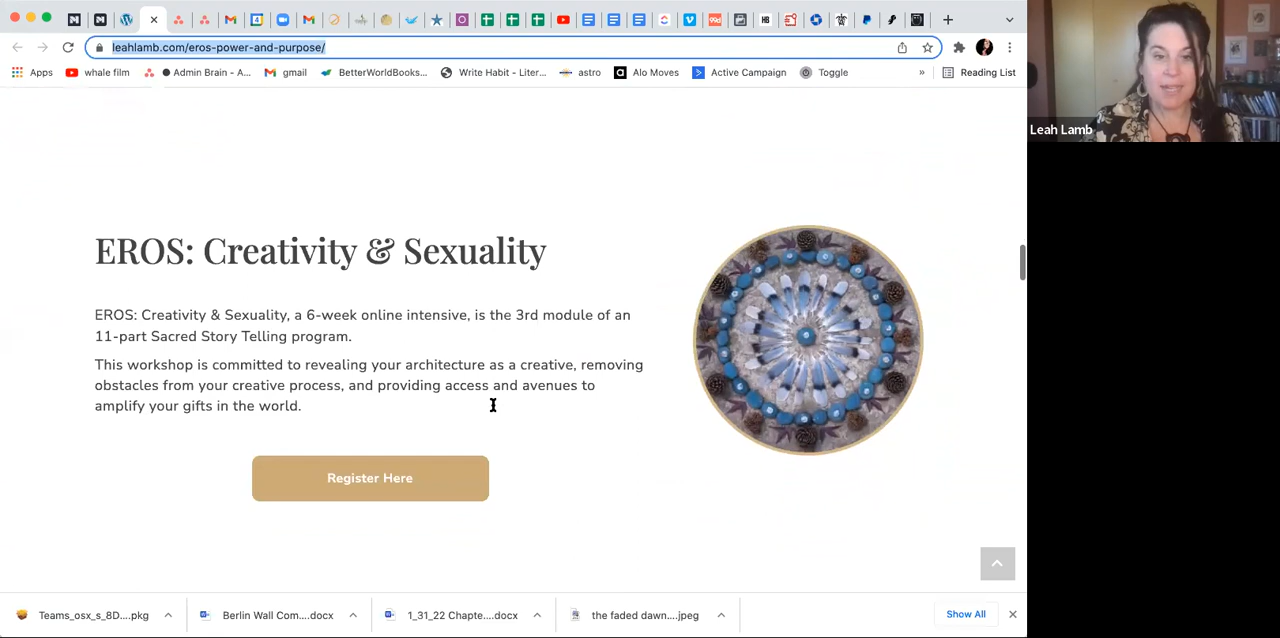 leahlamb.com/eros-power-and-purpose/
Apps
whale film
Admin Brain - A...
gmail
BetterWorldBooks...
Write Habit - Liter...
astro
Alo Moves
Active Campaign
Toggle
»
Reading List
Leah Lamb
EROS: Creativity & Sexuality
EROS: Creativity & Sexuality, a 6-week online intensive, is the 3rd module of an
11-part Sacred Story Telling program.
This workshop is committed to revealing your architecture as a creative, removing
obstacles from your creative process, and providing access and avenues to
amplify your gifts in the world.
Register Here
Teams_osx_s_8D....pkg
Berlin Wall Com....docx
1_31_22 Chapte....docx
the faded dawn....jpeg
Show All